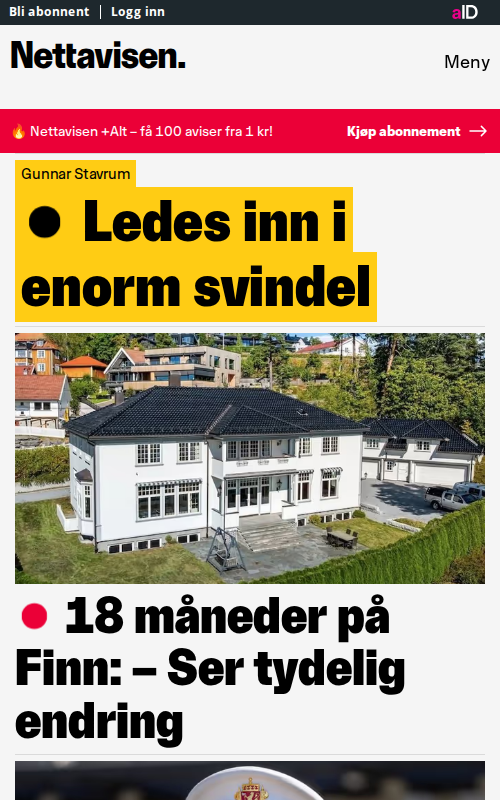 Bli abonnent
Logg inn
aID
Nettavisen.
Meny
🔥 Nettavisen +Alt – få 100 aviser fra 1 kr!
Kjøp abonnement →
Gunnar Stavrum
● Ledes inn i
enorm svindel
● 18 måneder på
Finn: – Ser tydelig
endring